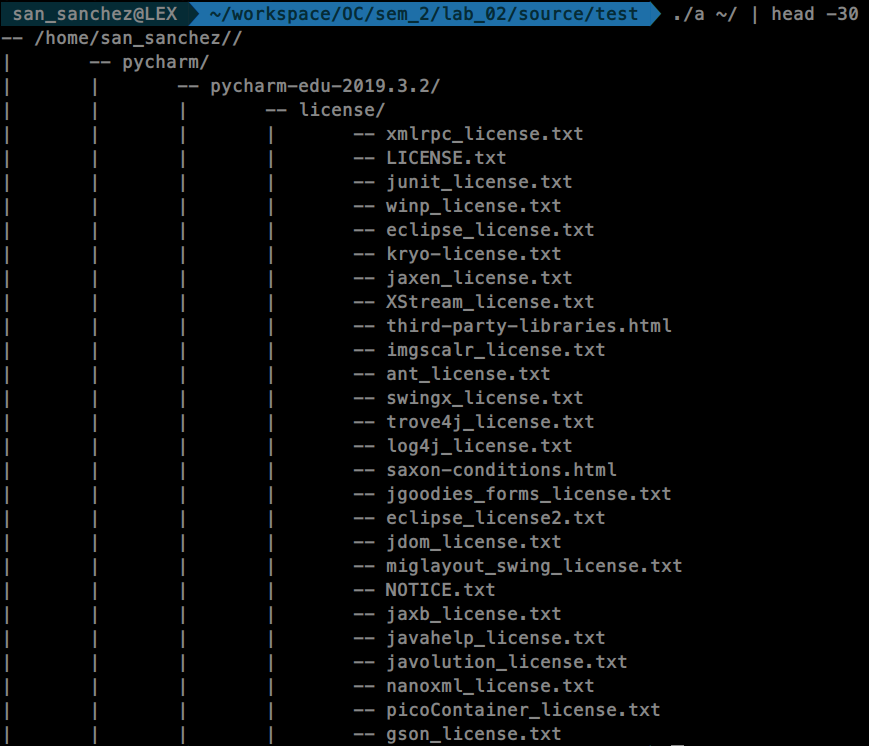 san_sanchez@LEX ~/workspace/OC/sem_2/lab_02/source/test ./a ~/ | head -30
-- /home/san_sanchez//
|       -- pycharm/
|       |       -- pycharm-edu-2019.3.2/
|       |       |       -- license/
|       |       |       |       -- xmlrpc_license.txt
|       |       |       |       -- LICENSE.txt
|       |       |       |       -- junit_license.txt
|       |       |       |       -- winp_license.txt
|       |       |       |       -- eclipse_license.txt
|       |       |       |       -- kryo-license.txt
|       |       |       |       -- jaxen_license.txt
|       |       |       |       -- XStream_license.txt
|       |       |       |       -- third-party-libraries.html
|       |       |       |       -- imgscalr_license.txt
|       |       |       |       -- ant_license.txt
|       |       |       |       -- swingx_license.txt
|       |       |       |       -- trove4j_license.txt
|       |       |       |       -- log4j_license.txt
|       |       |       |       -- saxon-conditions.html
|       |       |       |       -- jgoodies_forms_license.txt
|       |       |       |       -- eclipse_license2.txt
|       |       |       |       -- jdom_license.txt
|       |       |       |       -- miglayout_swing_license.txt
|       |       |       |       -- NOTICE.txt
|       |       |       |       -- jaxb_license.txt
|       |       |       |       -- javahelp_license.txt
|       |       |       |       -- javolution_license.txt
|       |       |       |       -- nanoxml_license.txt
|       |       |       |       -- picoContainer_license.txt
|       |       |       |       -- gson_license.txt